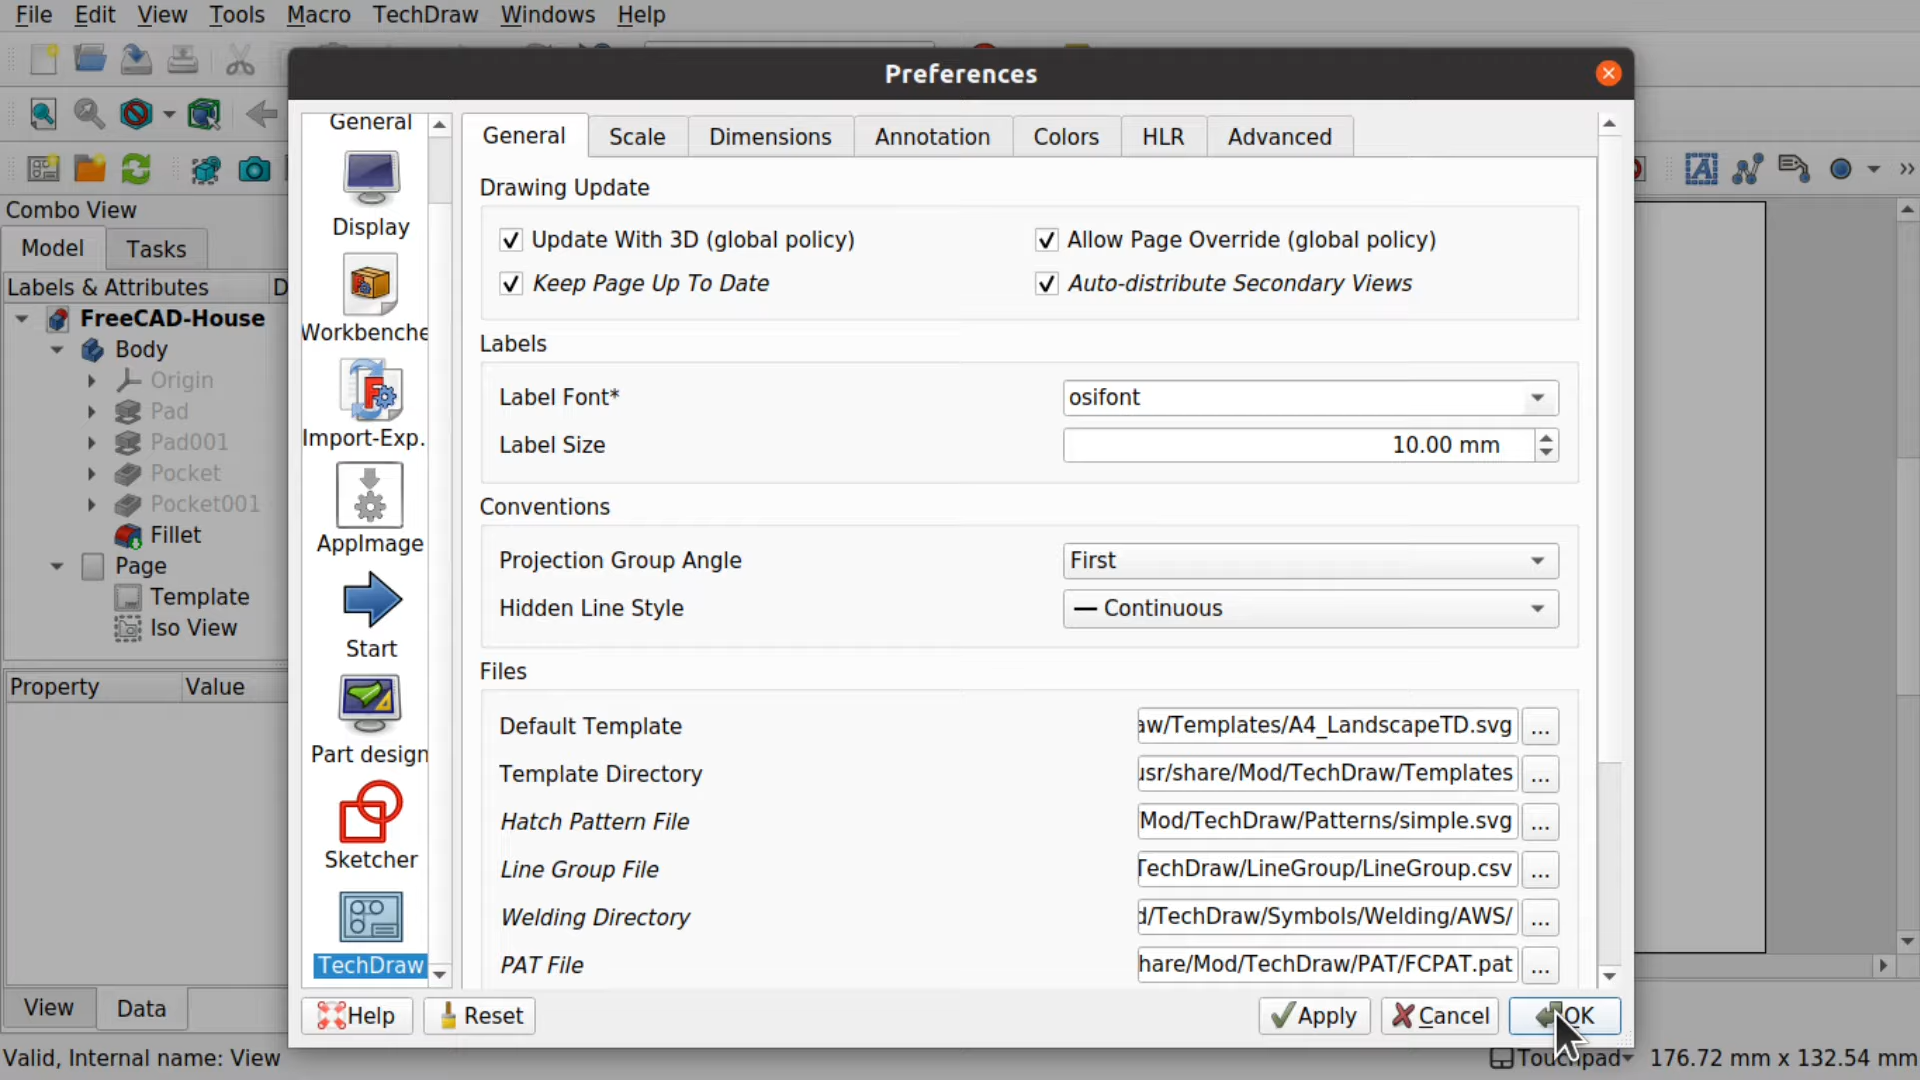 File Edit View Tools Macro TechDraw Windows Help
Preferences
General
Display
Workbenche
Import-Exp.
AppImage
Start
Part design
Sketcher
TechDraw
General Scale Dimensions Annotation Colors HLR Advanced
Drawing Update
Update With 3D (global policy) Allow Page Override (global policy)
Keep Page Up To Date Auto-distribute Secondary Views
Labels
Label Font* osifont
Label Size 10.00 mm
Conventions
Projection Group Angle First
Hidden Line Style Continuous
Files
Default Template aw/Templates/A4_LandscapeTD.svg ...
Template Directory usr/share/Mod/TechDraw/Templates ...
Hatch Pattern File Mod/TechDraw/Patterns/simple.svg ...
Line Group File TechDraw/LineGroup/LineGroup.csv ...
Welding Directory d/TechDraw/Symbols/Welding/AWS/ ...
PAT File hare/Mod/TechDraw/PAT/FCPAT.pat ...
Help Reset Apply Cancel OK
Combo View
Model Tasks
Labels & Attributes D
FreeCAD-House
Body
Origin
Pad
Pad001
Pocket
Pocket001
Fillet
Page
Template
Iso View
Property Value
View Data
Valid, Internal name: View Touchpad 176.72 mm x 132.54 mm